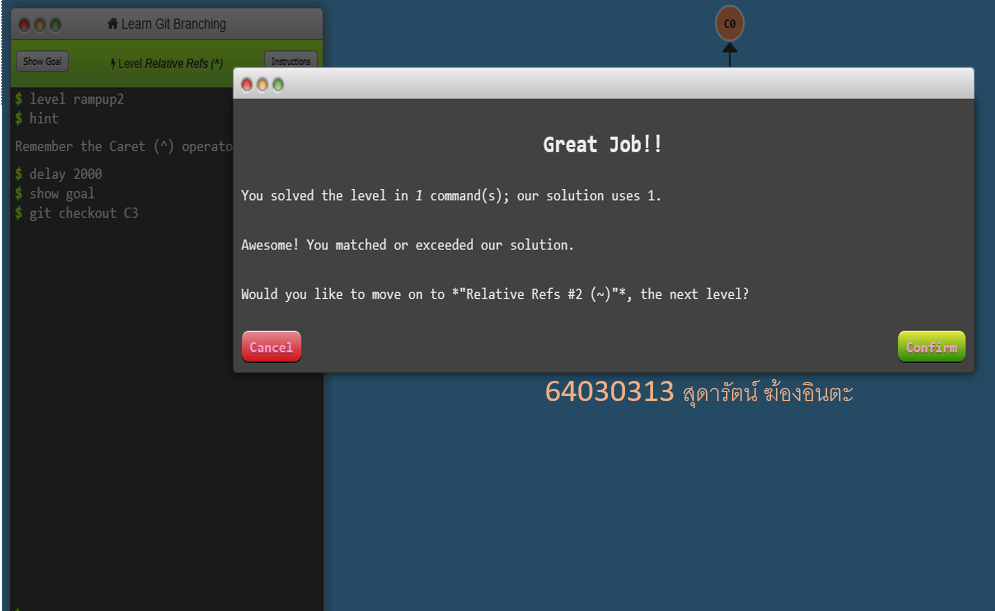 Learn Git Branching
Show Goal
Level Relative Refs (^)
Instructions
$ level rampup2
$ hint
Remember the Caret (^) operato
$ delay 2000
$ show goal
$ git checkout C3
$
C0
Great Job!!
You solved the level in 1 command(s); our solution uses 1.
Awesome! You matched or exceeded our solution.
Would you like to move on to *"Relative Refs #2 (~)"*, the next level?
Cancel
Confirm
64030313 สุดารัตน์ ฆ้องอินตะ